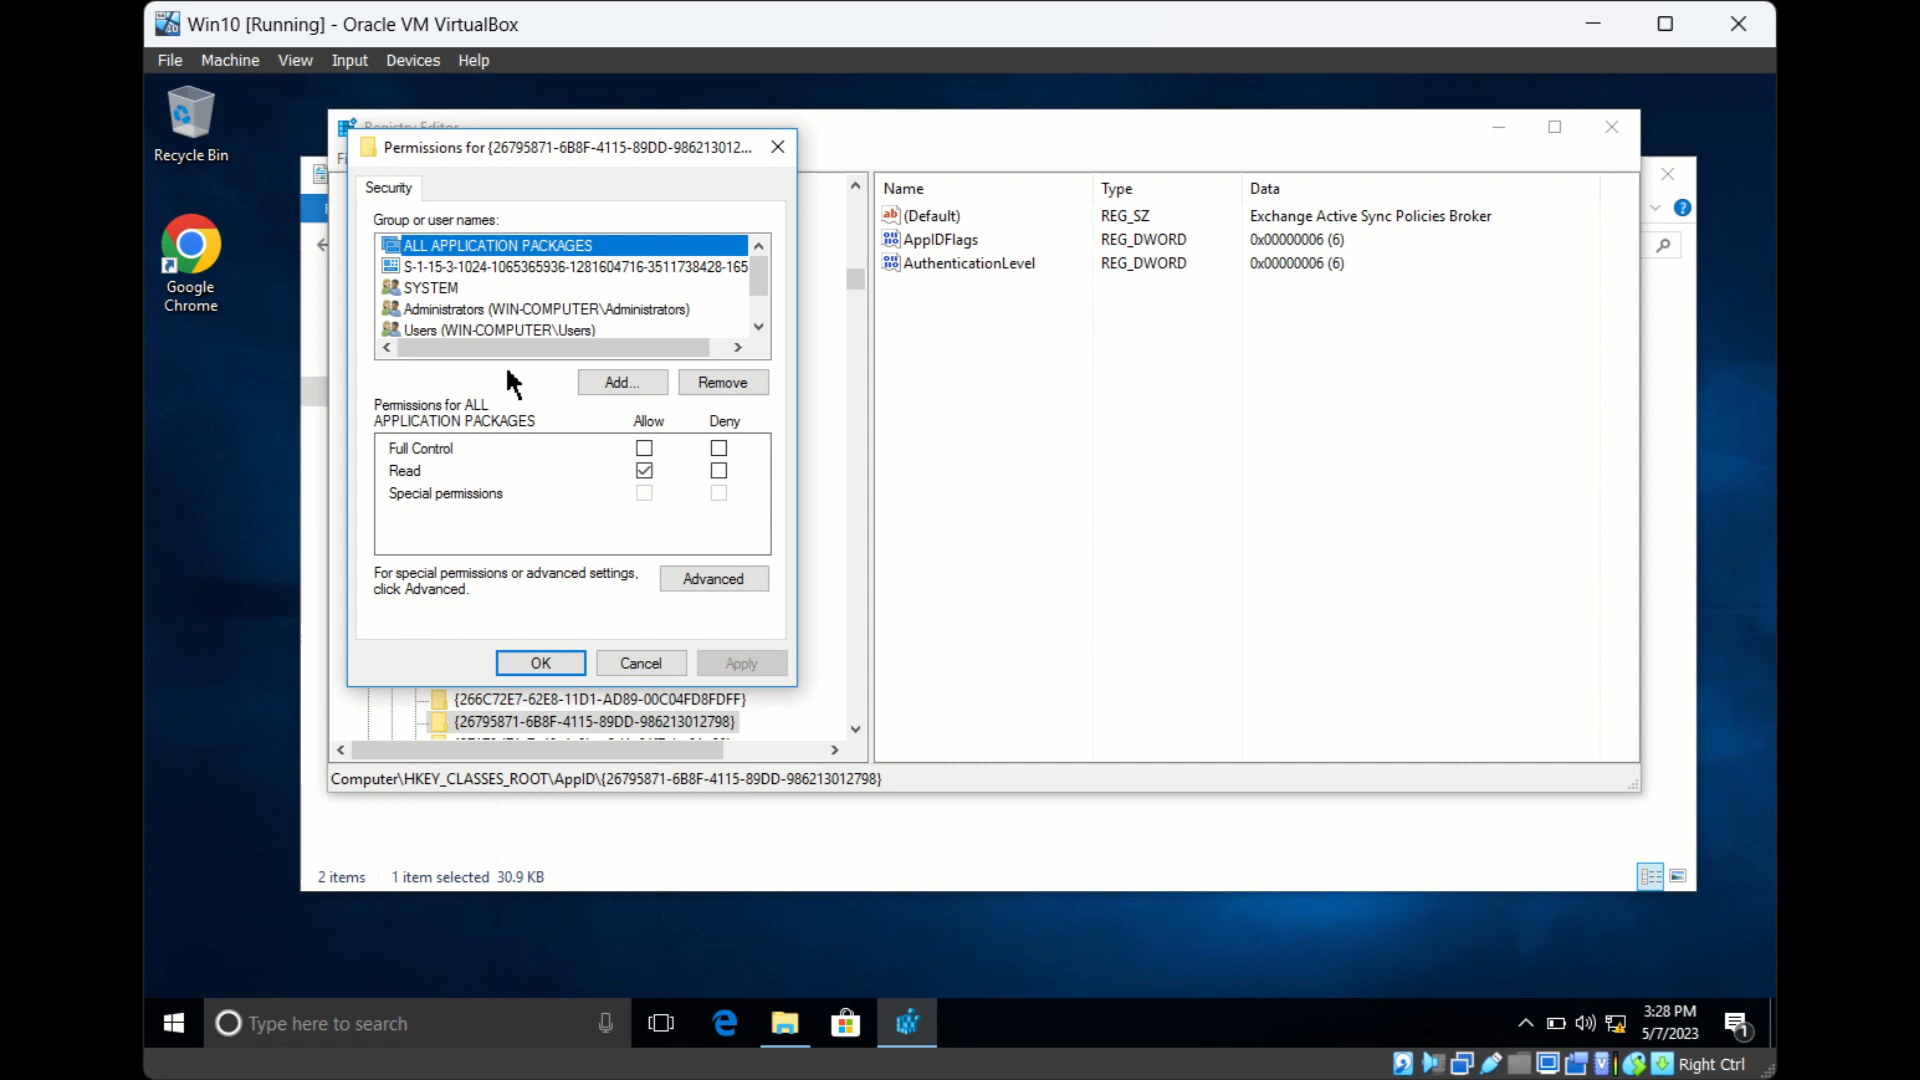 Win10 [Running] - Oracle VM VirtualBox
File Machine View Input Devices Help
Recycle Bin
Google
Chrome
Registry Editor
Permissions for {26795871-6B8F-4115-89DD-986213012...
Security
Group or user names:
ALL APPLICATION PACKAGES
S-1-15-3-1024-1065365936-1281604716-3511738428-165
SYSTEM
Administrators (WIN-COMPUTER\Administrators)
Users (WIN-COMPUTER\Users)
Add... Remove
Permissions for ALL
APPLICATION PACKAGES Allow Deny
Full Control
Read
Special permissions
For special permissions or advanced settings,
click Advanced.
Advanced
OK Cancel Apply
Name Type Data
(Default) REG_SZ Exchange Active Sync Policies Broker
AppIDFlags REG_DWORD 0x00000006 (6)
AuthenticationLevel REG_DWORD 0x00000006 (6)
{266C72E7-62E8-11D1-AD89-00C04FD8FDFF}
{26795871-6B8F-4115-89DD-986213012798}
Computer\HKEY_CLASSES_ROOT\AppID\{26795871-6B8F-4115-89DD-986213012798}
2 items 1 item selected 30.9 KB
Type here to search
3:28 PM
5/7/2023
1
Right Ctrl